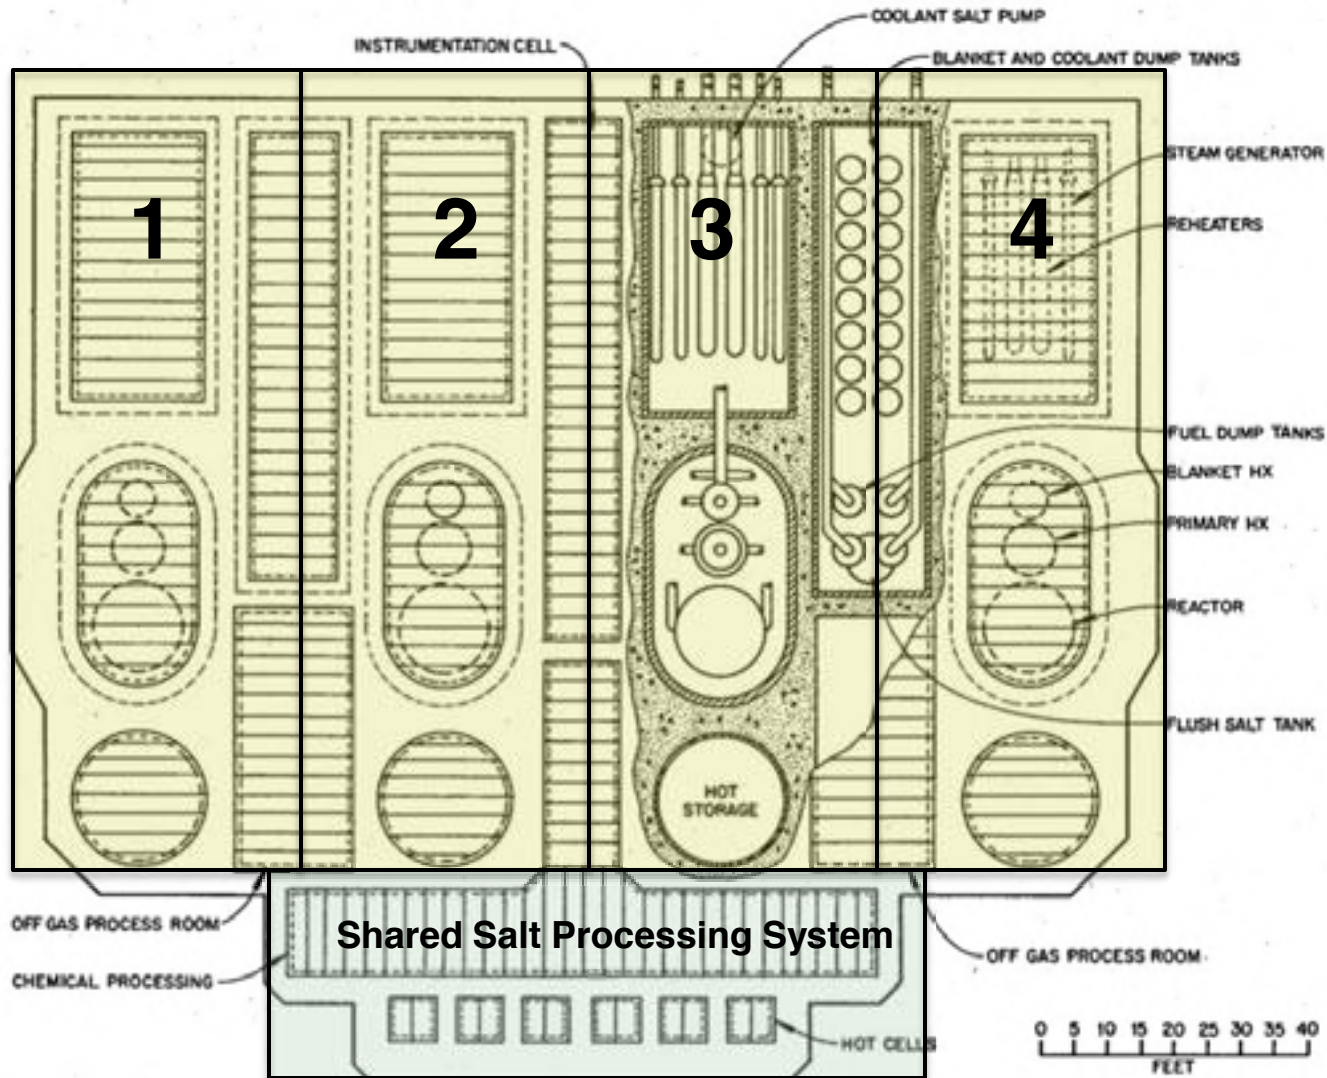 COOLANT SALT PUMP
INSTRUMENTATION CELL
BLANKET AND COOLANT DUMP TANKS
STEAM GENERATOR
1
2
3
4
REHEATERS
FUEL DUMP TANKS
BLANKET HX
PRIMARY HX
REACTOR
FLUSH SALT TANK
HOT
STORAGE
OFF GAS PROCESS ROOM
Shared Salt Processing System
OFF GAS PROCESS ROOM
CHEMICAL PROCESSING
HOT CELLS
0 5 10 15 20 25 30 35 40
FEET